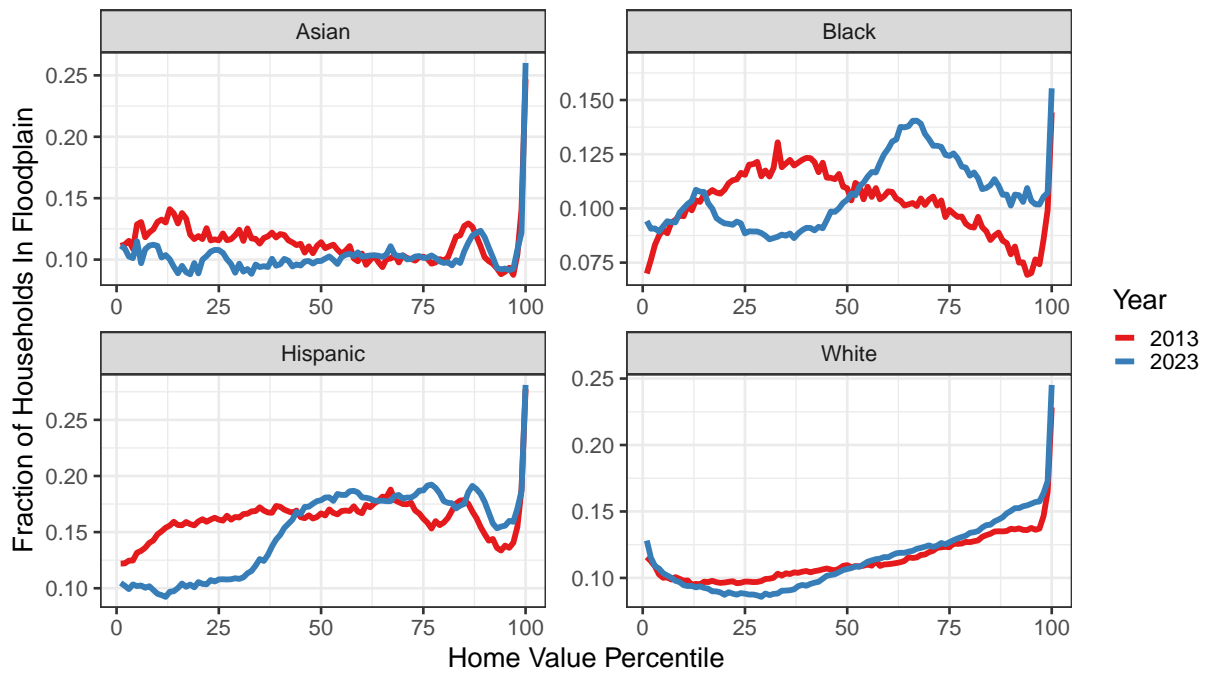 Asian
Black
0.25
0.20
0.15
0.10
0.150
0.125
0.100
0.075
0 25 50 75 100
0 25 50 75 100
Hispanic
White
0.25
0.20
0.15
0.10
0.25
0.20
0.15
0.10
0 25 50 75 100
0 25 50 75 100
Home Value Percentile
Fraction of Households In Floodplain
Year
2013
2023